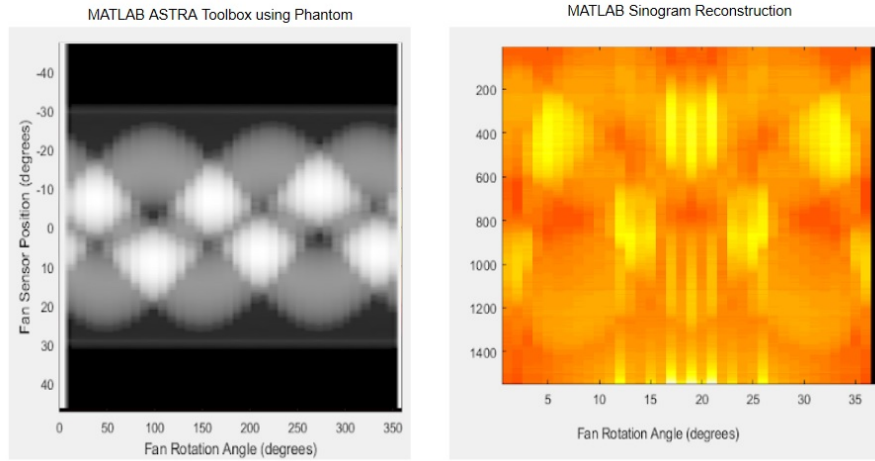 MATLAB ASTRA Toolbox using Phantom
Fan Sensor Position (degrees)
-40
-30
-20
-10
0
10
20
30
40
0 50 100 150 200 250 300 350
Fan Rotation Angle (degrees)
MATLAB Sinogram Reconstruction
200
400
600
800
1000
1200
1400
5 10 15 20 25 30 35
Fan Rotation Angle (degrees)